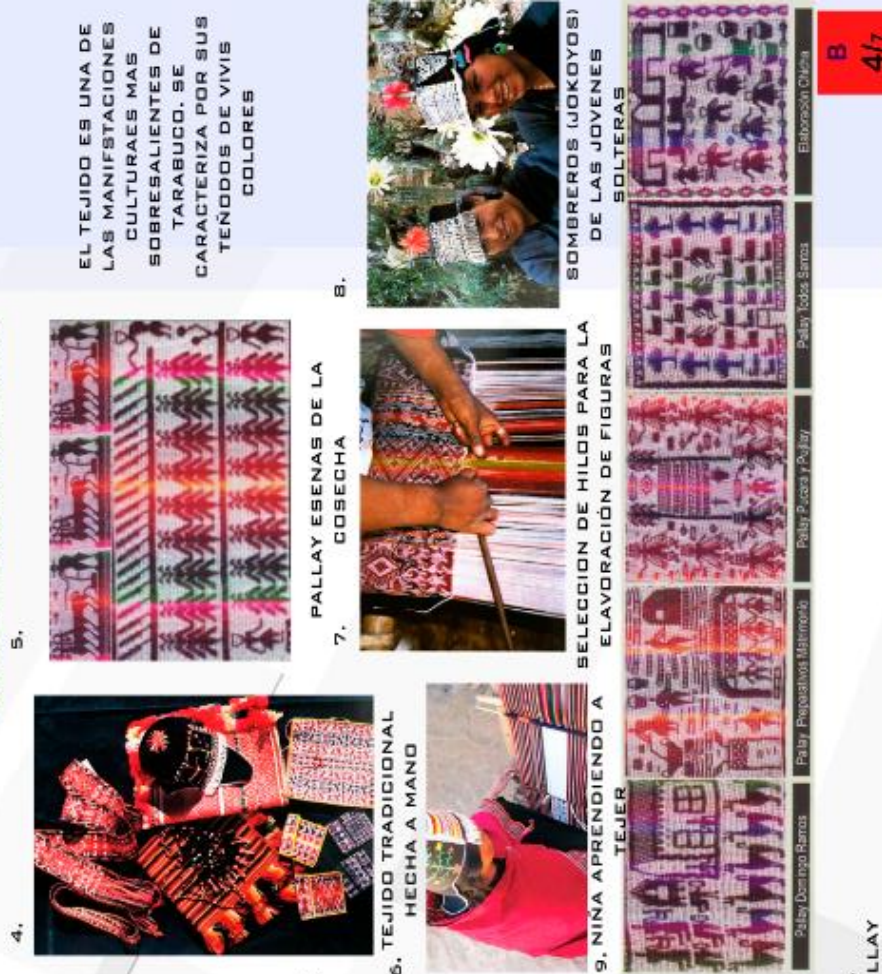 4.
5.
EL TEJIDO ES UNA DE
LAS MANIFSTACIONES
CULTURAES MAS
SOBRESALIENTES DE
TARABUCO. SE
CARACTERIZA POR SUS
TEÑODOS DE VIVIS
COLORES
6. TEJIDO TRADICIONAL
HECHA A MANO
PALLAY ESENAS DE LA
COSECHA
7.
8.
SELECCION DE HILOS PARA LA
ELAVORACIÓN DE FIGURAS
SOMBREROS (JOKOYOS)
DE LAS JOVENES
SOLTERAS
9. NIÑA APRENDIENDO A
TEJER
Pallay Domingo Ramos
Pallay Preparativos Matrimonio
Pallay Pucara y Pujllay
Pallay Todos Santos
Elaboración Chicha
LLAY
B
4/7